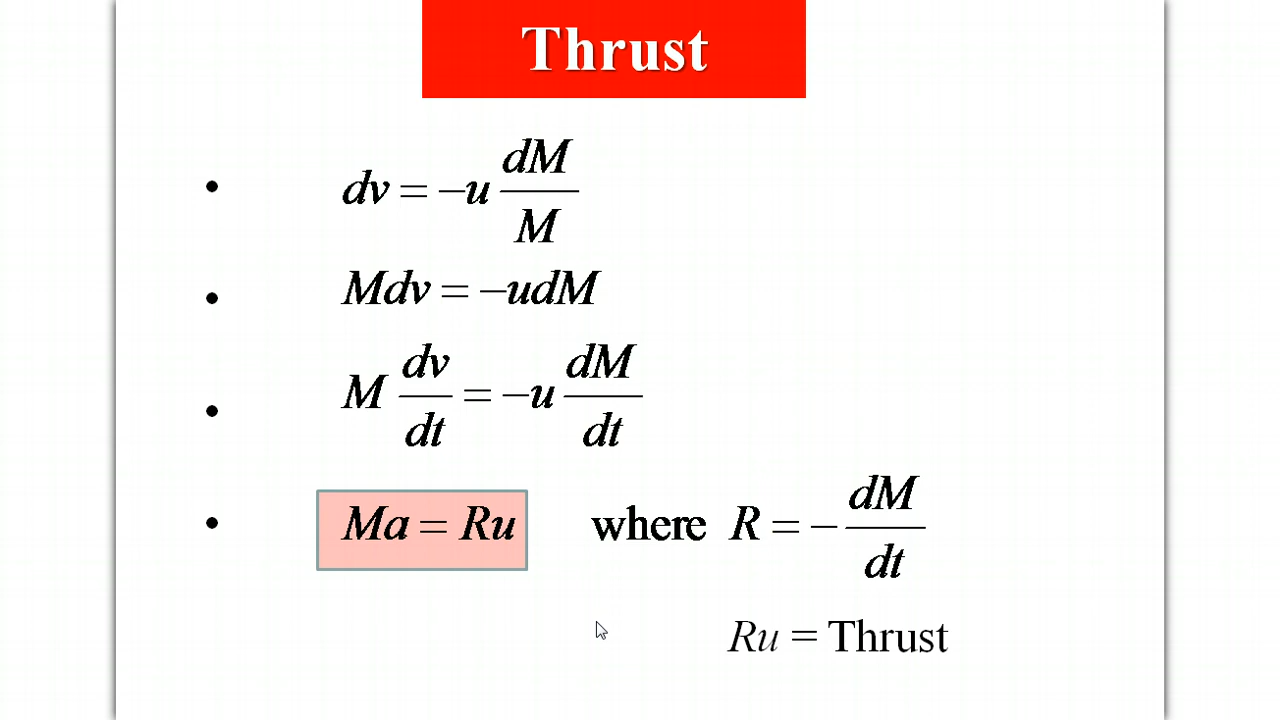 Thrust
• dv = −u dM/M
• Mdv = −udM
• M dv/dt = −u dM/dt
• Ma = Ru where R = − dM/dt
Ru = Thrust